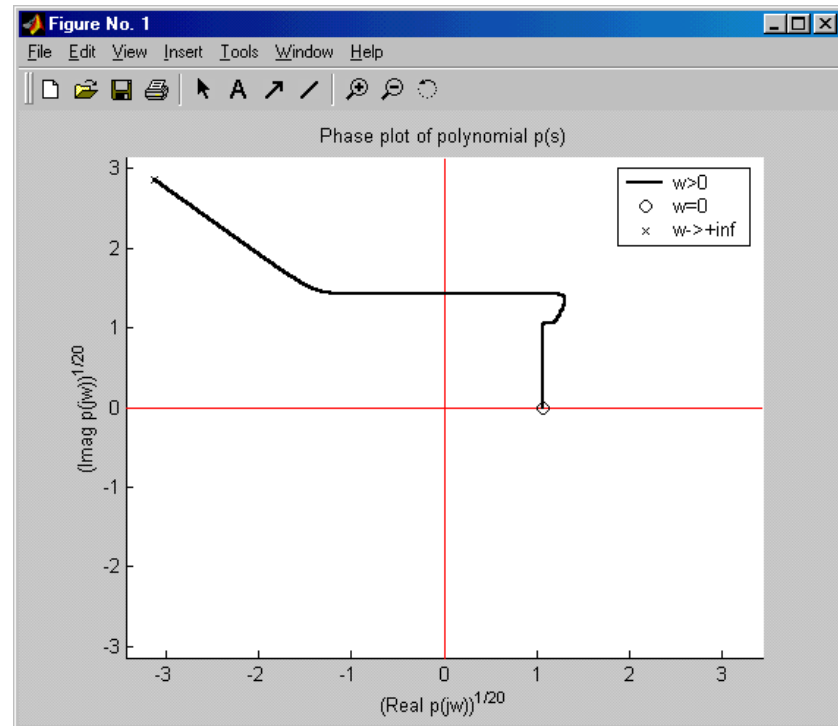 Figure No. 1
File Edit View Insert Tools Window Help
A
Phase plot of polynomial p(s)
3
2
1
0
-1
-2
-3
(Imag p(jw))^1/20
w>0
w=0
w->+inf
-3 -2 -1 0 1 2 3
(Real p(jw))^1/20